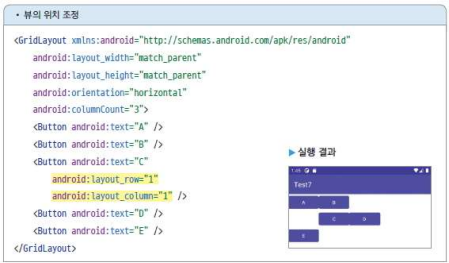 • 뷰의 위치 조정
<GridLayout xmlns:android="http://schemas.android.com/apk/res/android"
android:layout_width="match_parent"
android:layout_height="match_parent"
android:orientation="horizontal"
android:columnCount="3">
<Button android:text="A" />
<Button android:text="B" />
<Button android:text="C"
android:layout_row="1"
android:layout_column="1" />
<Button android:text="D" />
<Button android:text="E" />
</GridLayout>
▶ 실행 결과
Test7
A B
C D
E